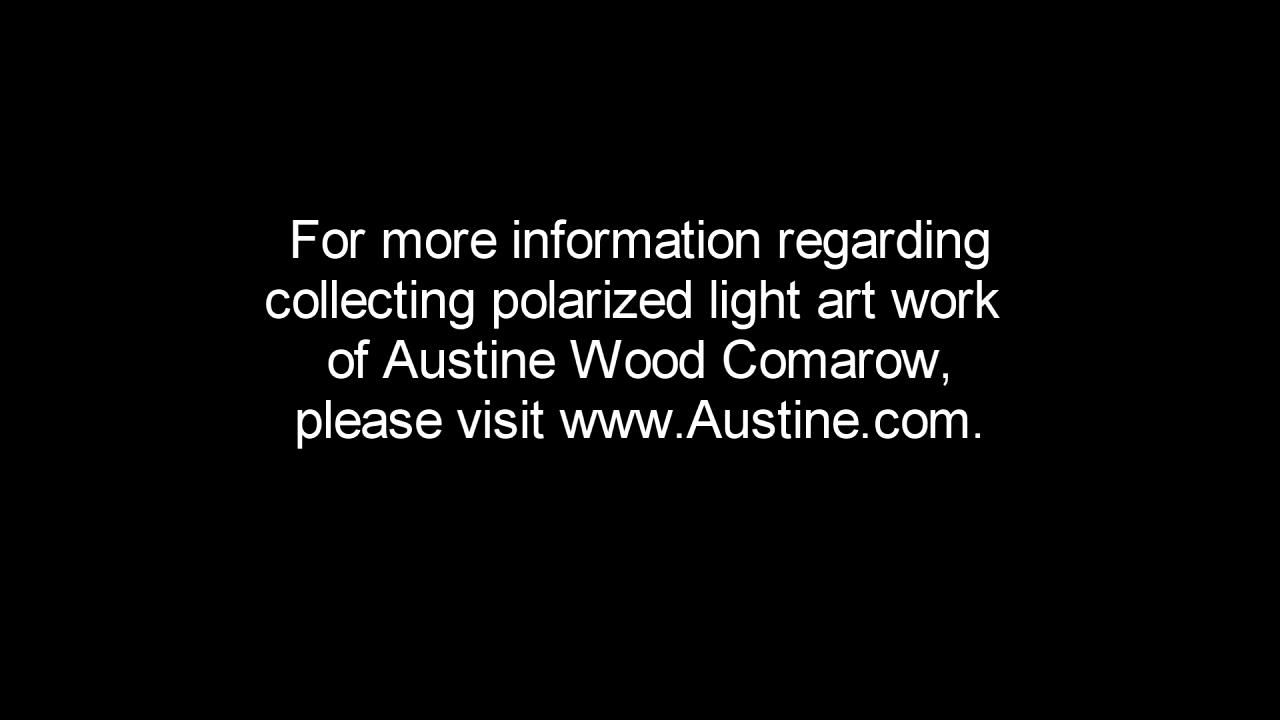 For more information regarding
collecting polarized light art work
of Austine Wood Comarow,
please visit www.Austine.com.